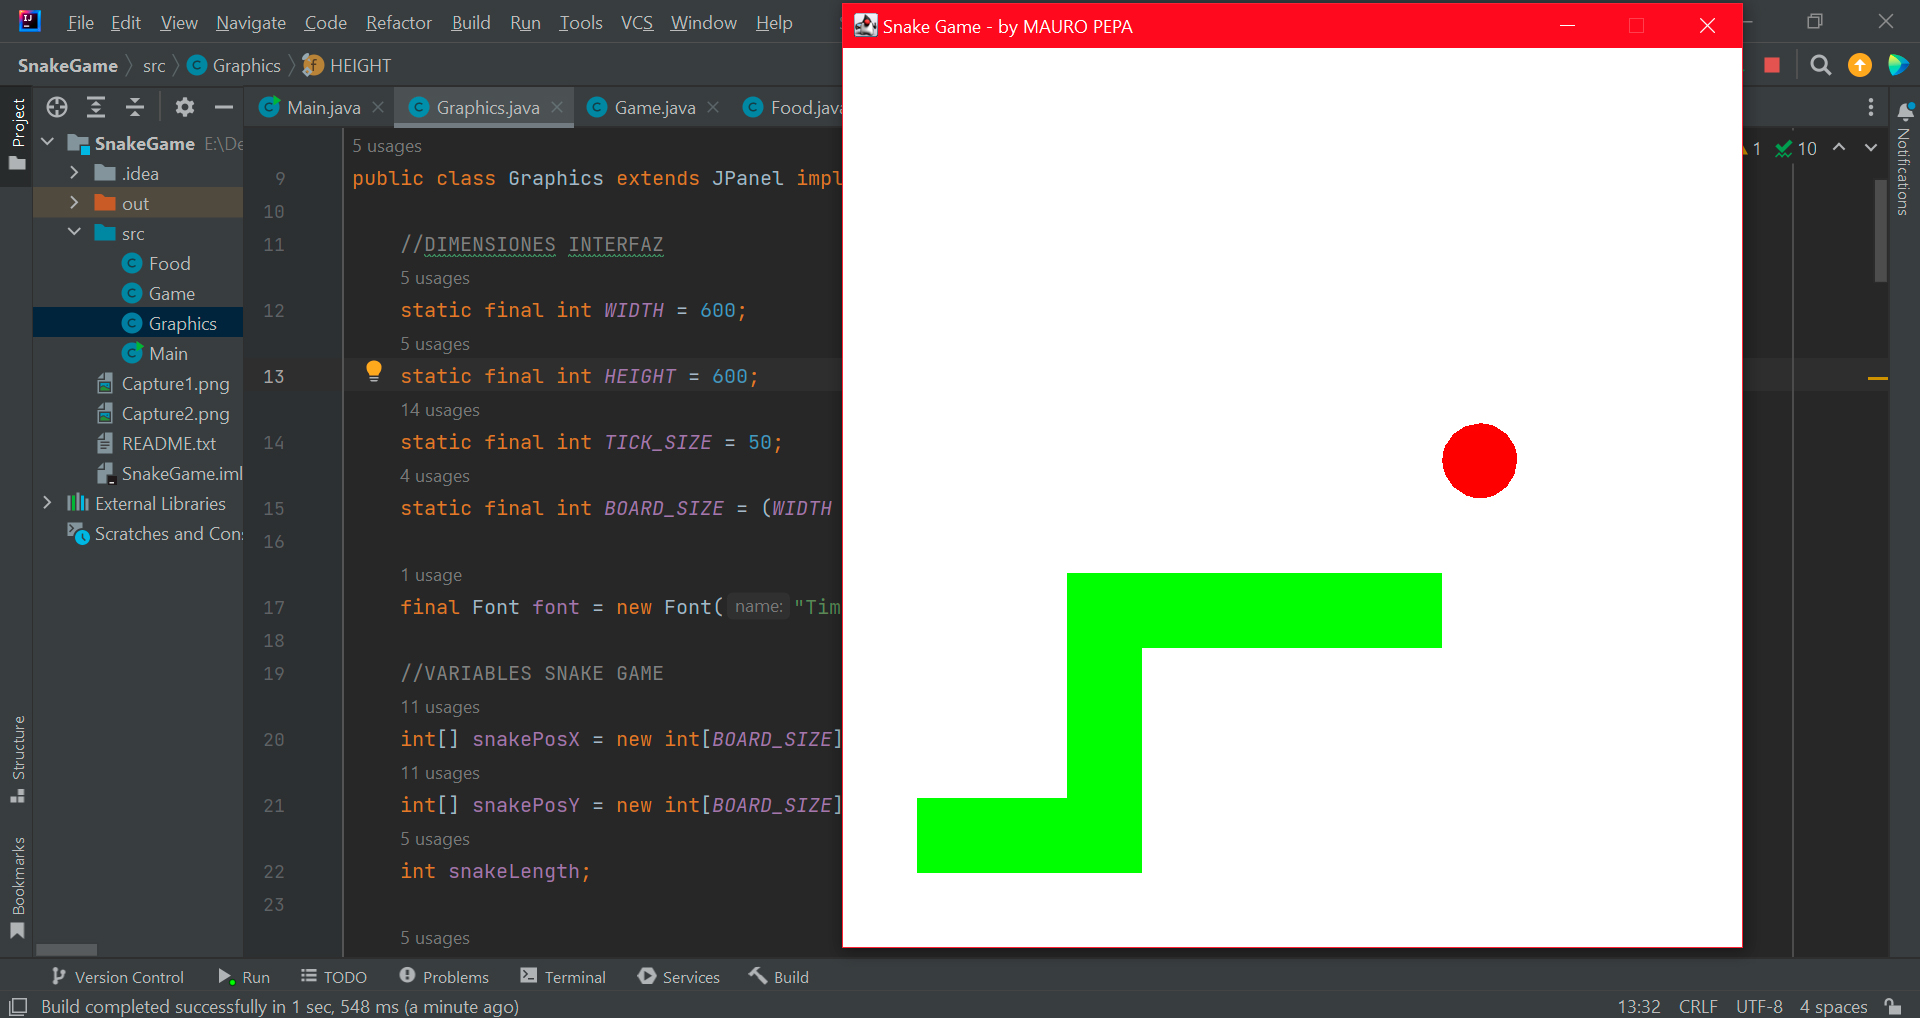 File Edit View Navigate Code Refactor Build Run Tools VCS Window Help
Snake Game - by MAURO PEPA
SnakeGame src Graphics HEIGHT
Main.java Graphics.java Game.java Food.java
Project
SnakeGame E:\De
.idea
out
src
Food
Game
Graphics
Main
Capture1.png
Capture2.png
README.txt
SnakeGame.iml
External Libraries
Scratches and Con
Structure
Bookmarks
5 usages
9 public class Graphics extends JPanel impl
10
11 //DIMENSIONES INTERFAZ
5 usages
12 static final int WIDTH = 600;
5 usages
13 static final int HEIGHT = 600;
14 usages
14 static final int TICK_SIZE = 50;
4 usages
15 static final int BOARD_SIZE = (WIDTH
16
1 usage
17 final Font font = new Font( name: "Tim
18
19 //VARIABLES SNAKE GAME
11 usages
20 int[] snakePosX = new int[BOARD_SIZE]
11 usages
21 int[] snakePosY = new int[BOARD_SIZE]
5 usages
22 int snakeLength;
23
5 usages
1 10
Notifications
Version Control Run TODO Problems Terminal Services Build
Build completed successfully in 1 sec, 548 ms (a minute ago)
13:32 CRLF UTF-8 4 spaces